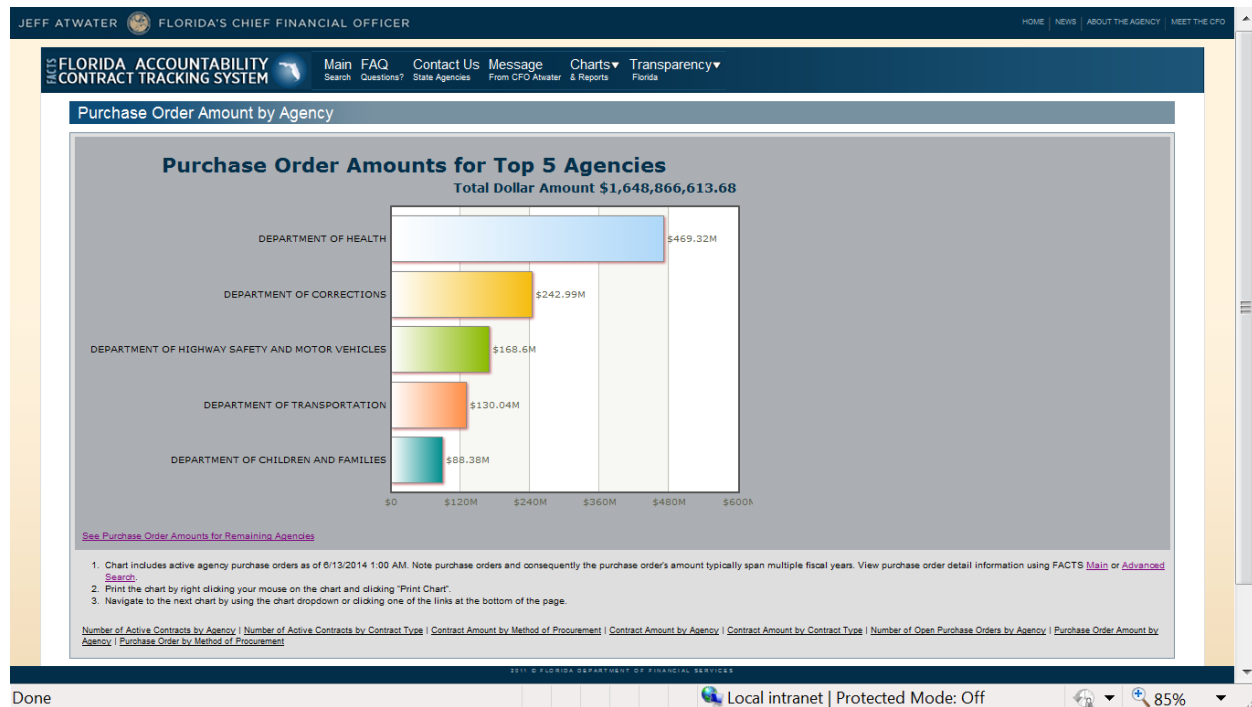 JEFF ATWATER FLORIDA'S CHIEF FINANCIAL OFFICER
HOME | NEWS | ABOUT THE AGENCY | MEET THE CFO
FACTS FLORIDA ACCOUNTABILITY CONTRACT TRACKING SYSTEM
Main FAQ Contact Us Message Charts▾ Transparency▾
Search Questions? State Agencies From CFO Atwater & Reports Florida
Purchase Order Amount by Agency
Purchase Order Amounts for Top 5 Agencies
Total Dollar Amount $1,648,866,613.68
DEPARTMENT OF HEALTH $469.32M
DEPARTMENT OF CORRECTIONS $242.99M
DEPARTMENT OF HIGHWAY SAFETY AND MOTOR VEHICLES $168.6M
DEPARTMENT OF TRANSPORTATION $130.04M
DEPARTMENT OF CHILDREN AND FAMILIES $88.38M
$0 $120M $240M $360M $480M $600M
See Purchase Order Amounts for Remaining Agencies
1. Chart includes active agency purchase orders as of 6/13/2014 1:00 AM. Note purchase orders and consequently the purchase order's amount typically span multiple fiscal years. View purchase order detail information using FACTS Main or Advanced
Search.
2. Print the chart by right clicking your mouse on the chart and clicking "Print Chart".
3. Navigate to the next chart by using the chart dropdown or clicking one of the links at the bottom of the page.
Number of Active Contracts by Agency | Number of Active Contracts by Contract Type | Contract Amount by Method of Procurement | Contract Amount by Agency | Contract Amount by Contract Type | Number of Open Purchase Orders by Agency | Purchase Order Amount by
Agency | Purchase Order by Method of Procurement
2011 © FLORIDA DEPARTMENT OF FINANCIAL SERVICES
Done Local intranet | Protected Mode: Off 85%